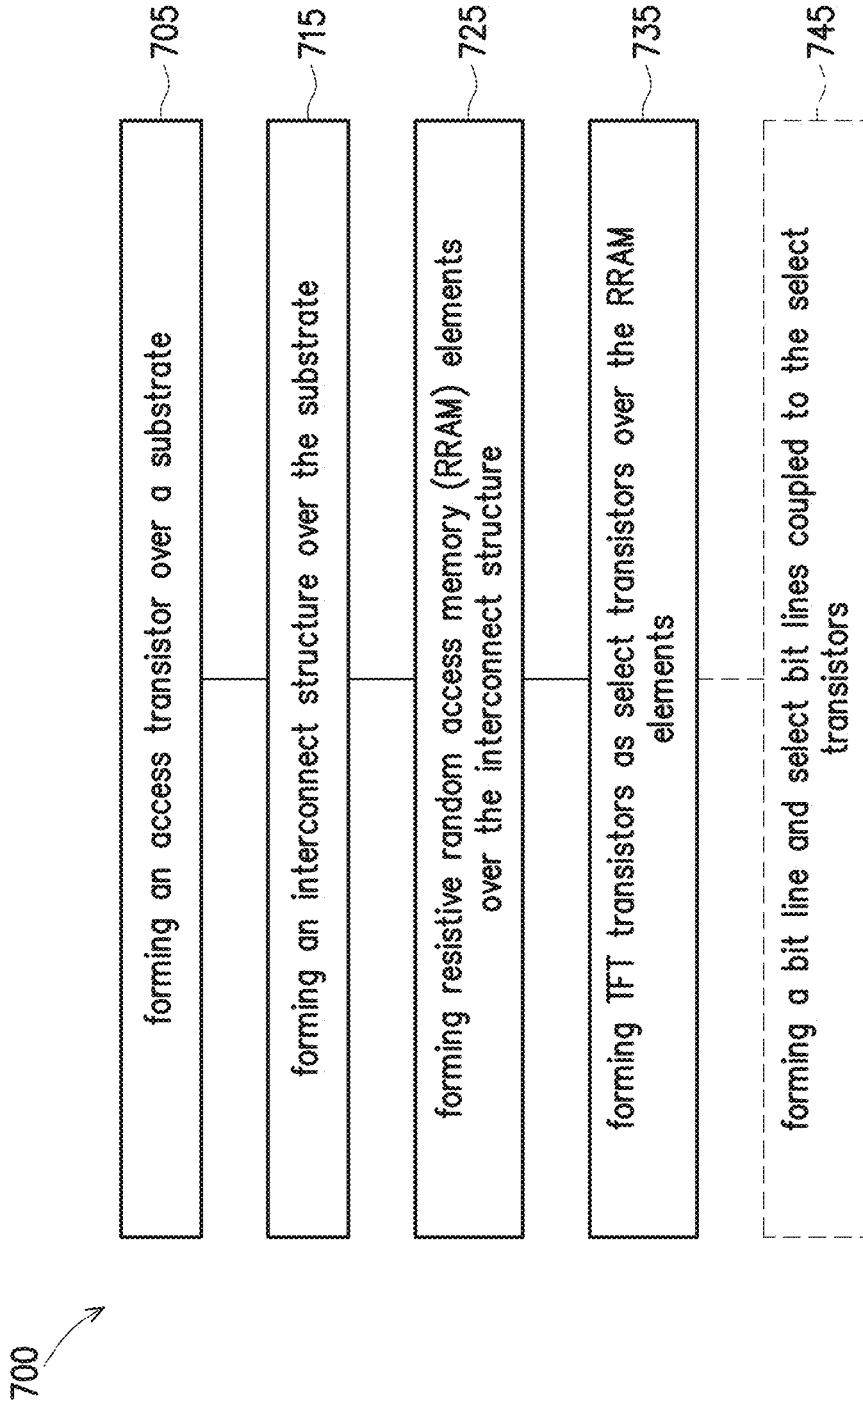 700
forming an access transistor over a substrate
705
forming an interconnect structure over the substrate
715
forming resistive random access memory (RRAM) elements
over the interconnect structure
725
forming TFT transistors as select transistors over the RRAM
elements
735
forming a bit line and select bit lines coupled to the select
transistors
745